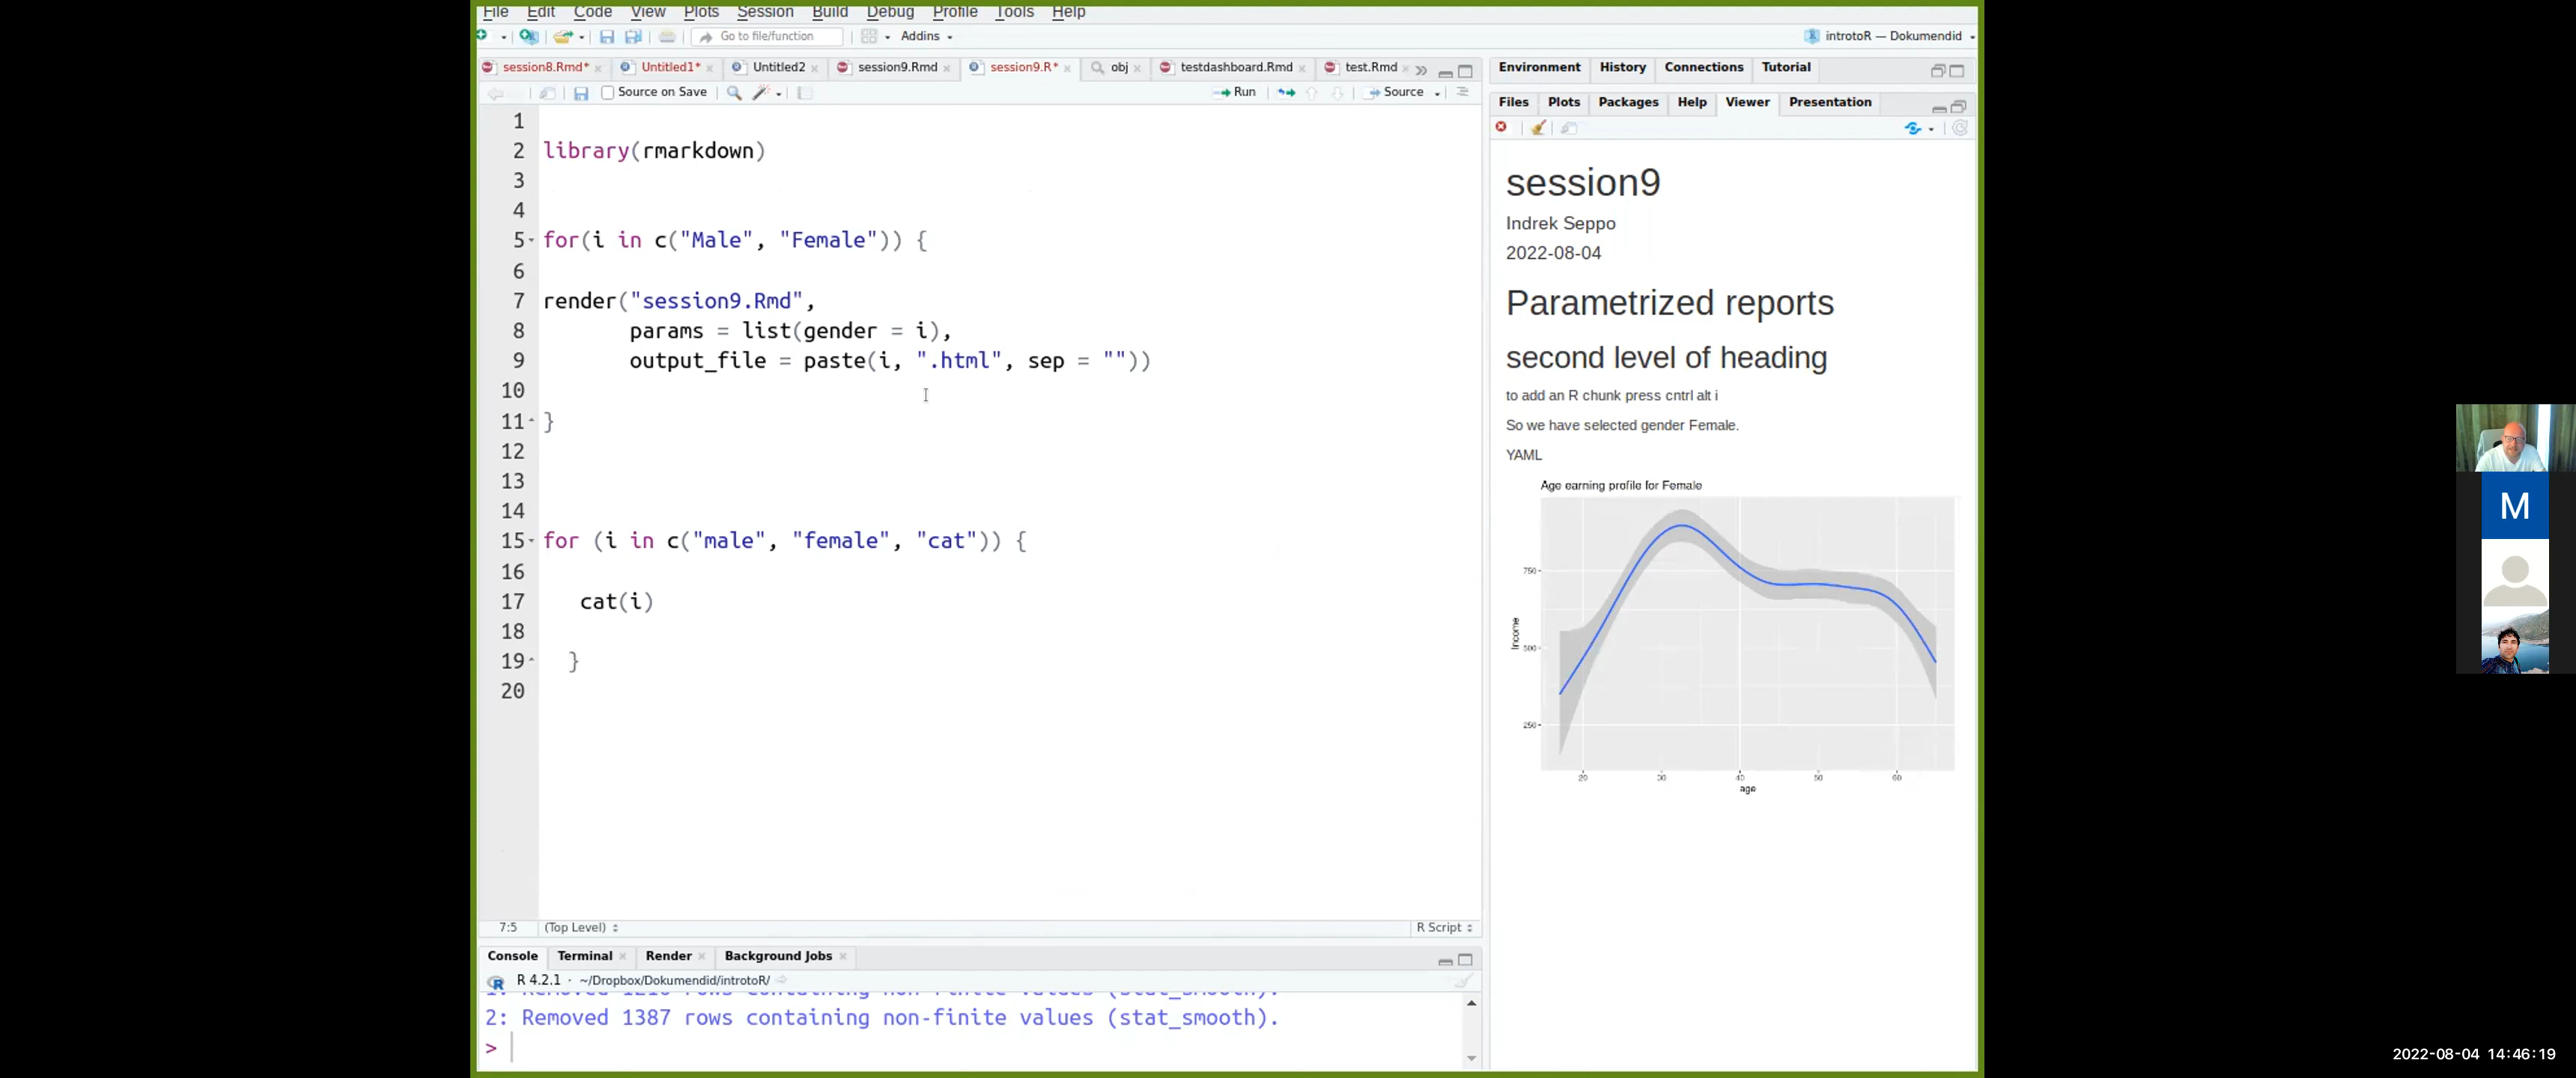 File Edit Code View Plots Session Build Debug Profile Tools Help
Go to file/function Addins introtoR — Dokumendid
session8.Rmd* Untitled1* Untitled2 session9.Rmd session9.R* obj testdashboard.Rmd test.Rmd
Source on Save Run Source
1
2 library(rmarkdown)
3
4
5 for(i in c("Male", "Female")) {
6
7 render("session9.Rmd",
8 params = list(gender = i),
9 output_file = paste(i, ".html", sep = ""))
10
11 }
12
13
14
15 for (i in c("male", "female", "cat")) {
16
17 cat(i)
18
19 }
20
7:5 (Top Level) R Script
Console Terminal Render Background Jobs
R 4.2.1 · ~/Dropbox/Dokumendid/introtoR/
2: Removed 1387 rows containing non-finite values (stat_smooth).
>
Environment History Connections Tutorial
Files Plots Packages Help Viewer Presentation
session9
Indrek Seppo
2022-08-04
Parametrized reports
second level of heading
to add an R chunk press cntrl alt i
So we have selected gender Female.
YAML
Age earning profile for Female
750
500
250
Income
20 30 40 50 60
age
M
2022-08-04 14:46:19